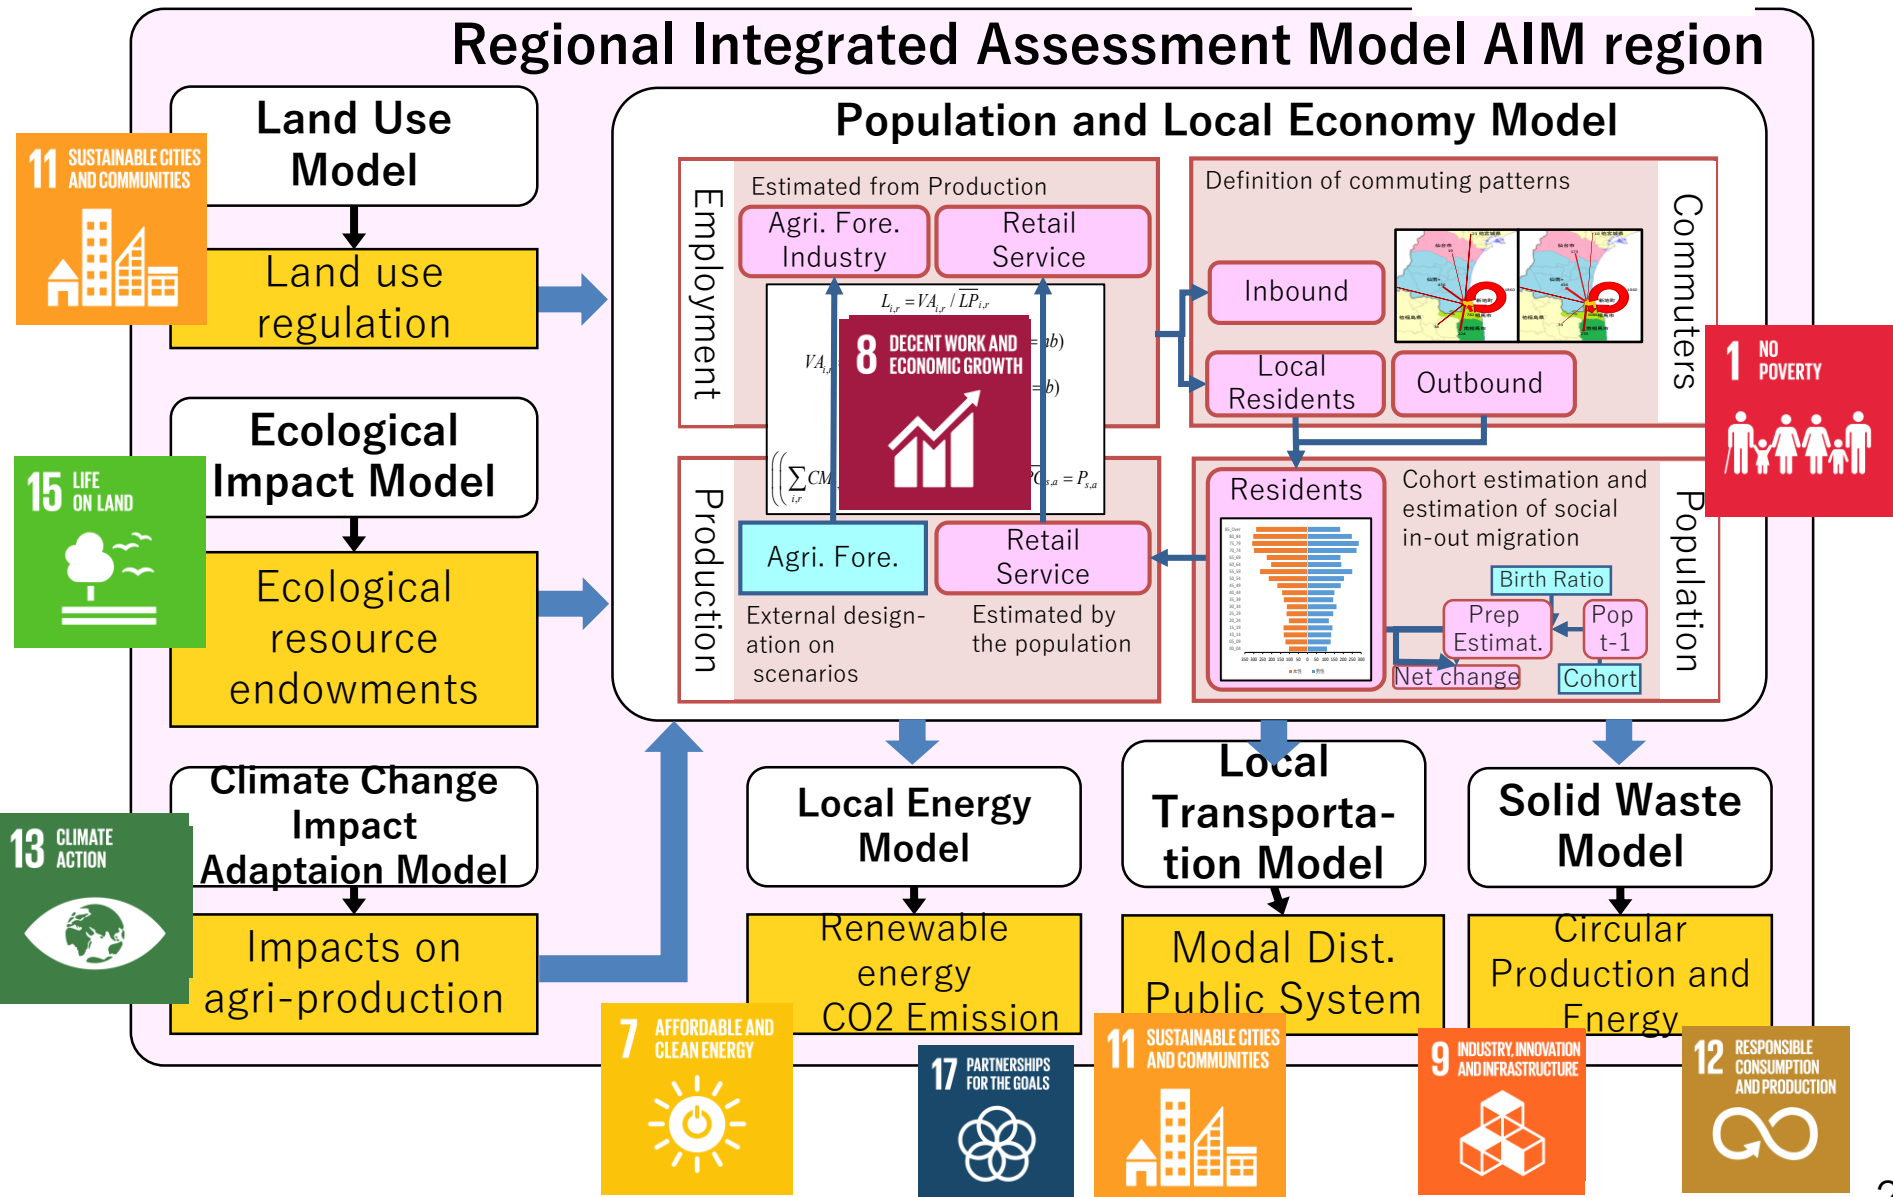 Regional Integrated Assessment Model AIM region
Land Use
Model
11 SUSTAINABLE CITIES
AND COMMUNITIES
Land use
regulation
Ecological
Impact Model
15 LIFE
ON LAND
Ecological
resource
endowments
Climate Change
Impact
Adaptaion Model
13 CLIMATE
ACTION
Impacts on
agri-production
Population and Local Economy Model
Employment
Estimated from Production
Agri. Fore.
Industry
Retail
Service
8 DECENT WORK AND
ECONOMIC GROWTH
Production
Agri. Fore.
External design-
ation on
scenarios
Retail
Service
Estimated by
the population
Commuters
Definition of commuting patterns
Inbound
Local
Residents
Outbound
1 NO
POVERTY
Population
Residents
Cohort estimation and
estimation of social
in-out migration
Birth Ratio
Prep
Estimat.
Pop
t-1
Net change
Cohort
Local Energy
Model
Renewable
energy
CO2 Emission
Local
Transporta-
tion Model
Modal Dist.
Public System
Solid Waste
Model
Circular
Production and
Energy
7 AFFORDABLE AND
CLEAN ENERGY
17 PARTNERSHIPS
FOR THE GOALS
11 SUSTAINABLE CITIES
AND COMMUNITIES
9 INDUSTRY, INNOVATION
AND INFRASTRUCTURE
12 RESPONSIBLE
CONSUMPTION
AND PRODUCTION